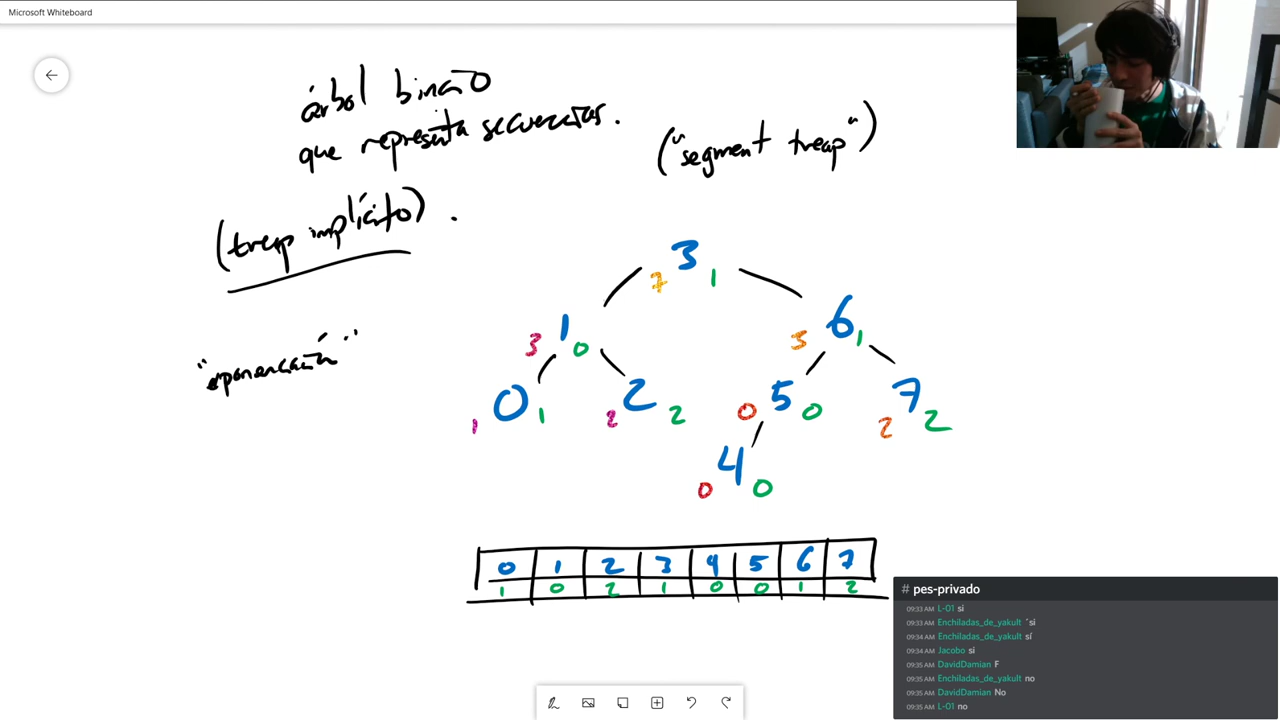 Microsoft Whiteboard
árbol binario
que representa secuencias.
("segment treap")
(treap implícito).
3
7 1
1
3 0
6
3 1
"exponenciación"
0
1 1
2
2 2
5
0 0
7
2 2
4
0 0
0 1 2 3 4 5 6 7
1 0 2 1 0 0 1 2
# pes-privado
09:33 AM L-01 si
09:33 AM Enchiladas_de_yakult ´si
09:34 AM Enchiladas_de_yakult sí
09:34 AM Jacobo si
09:35 AM DavidDamian F
09:35 AM Enchiladas_de_yakult no
09:35 AM DavidDamian No
09:35 AM L-01 no